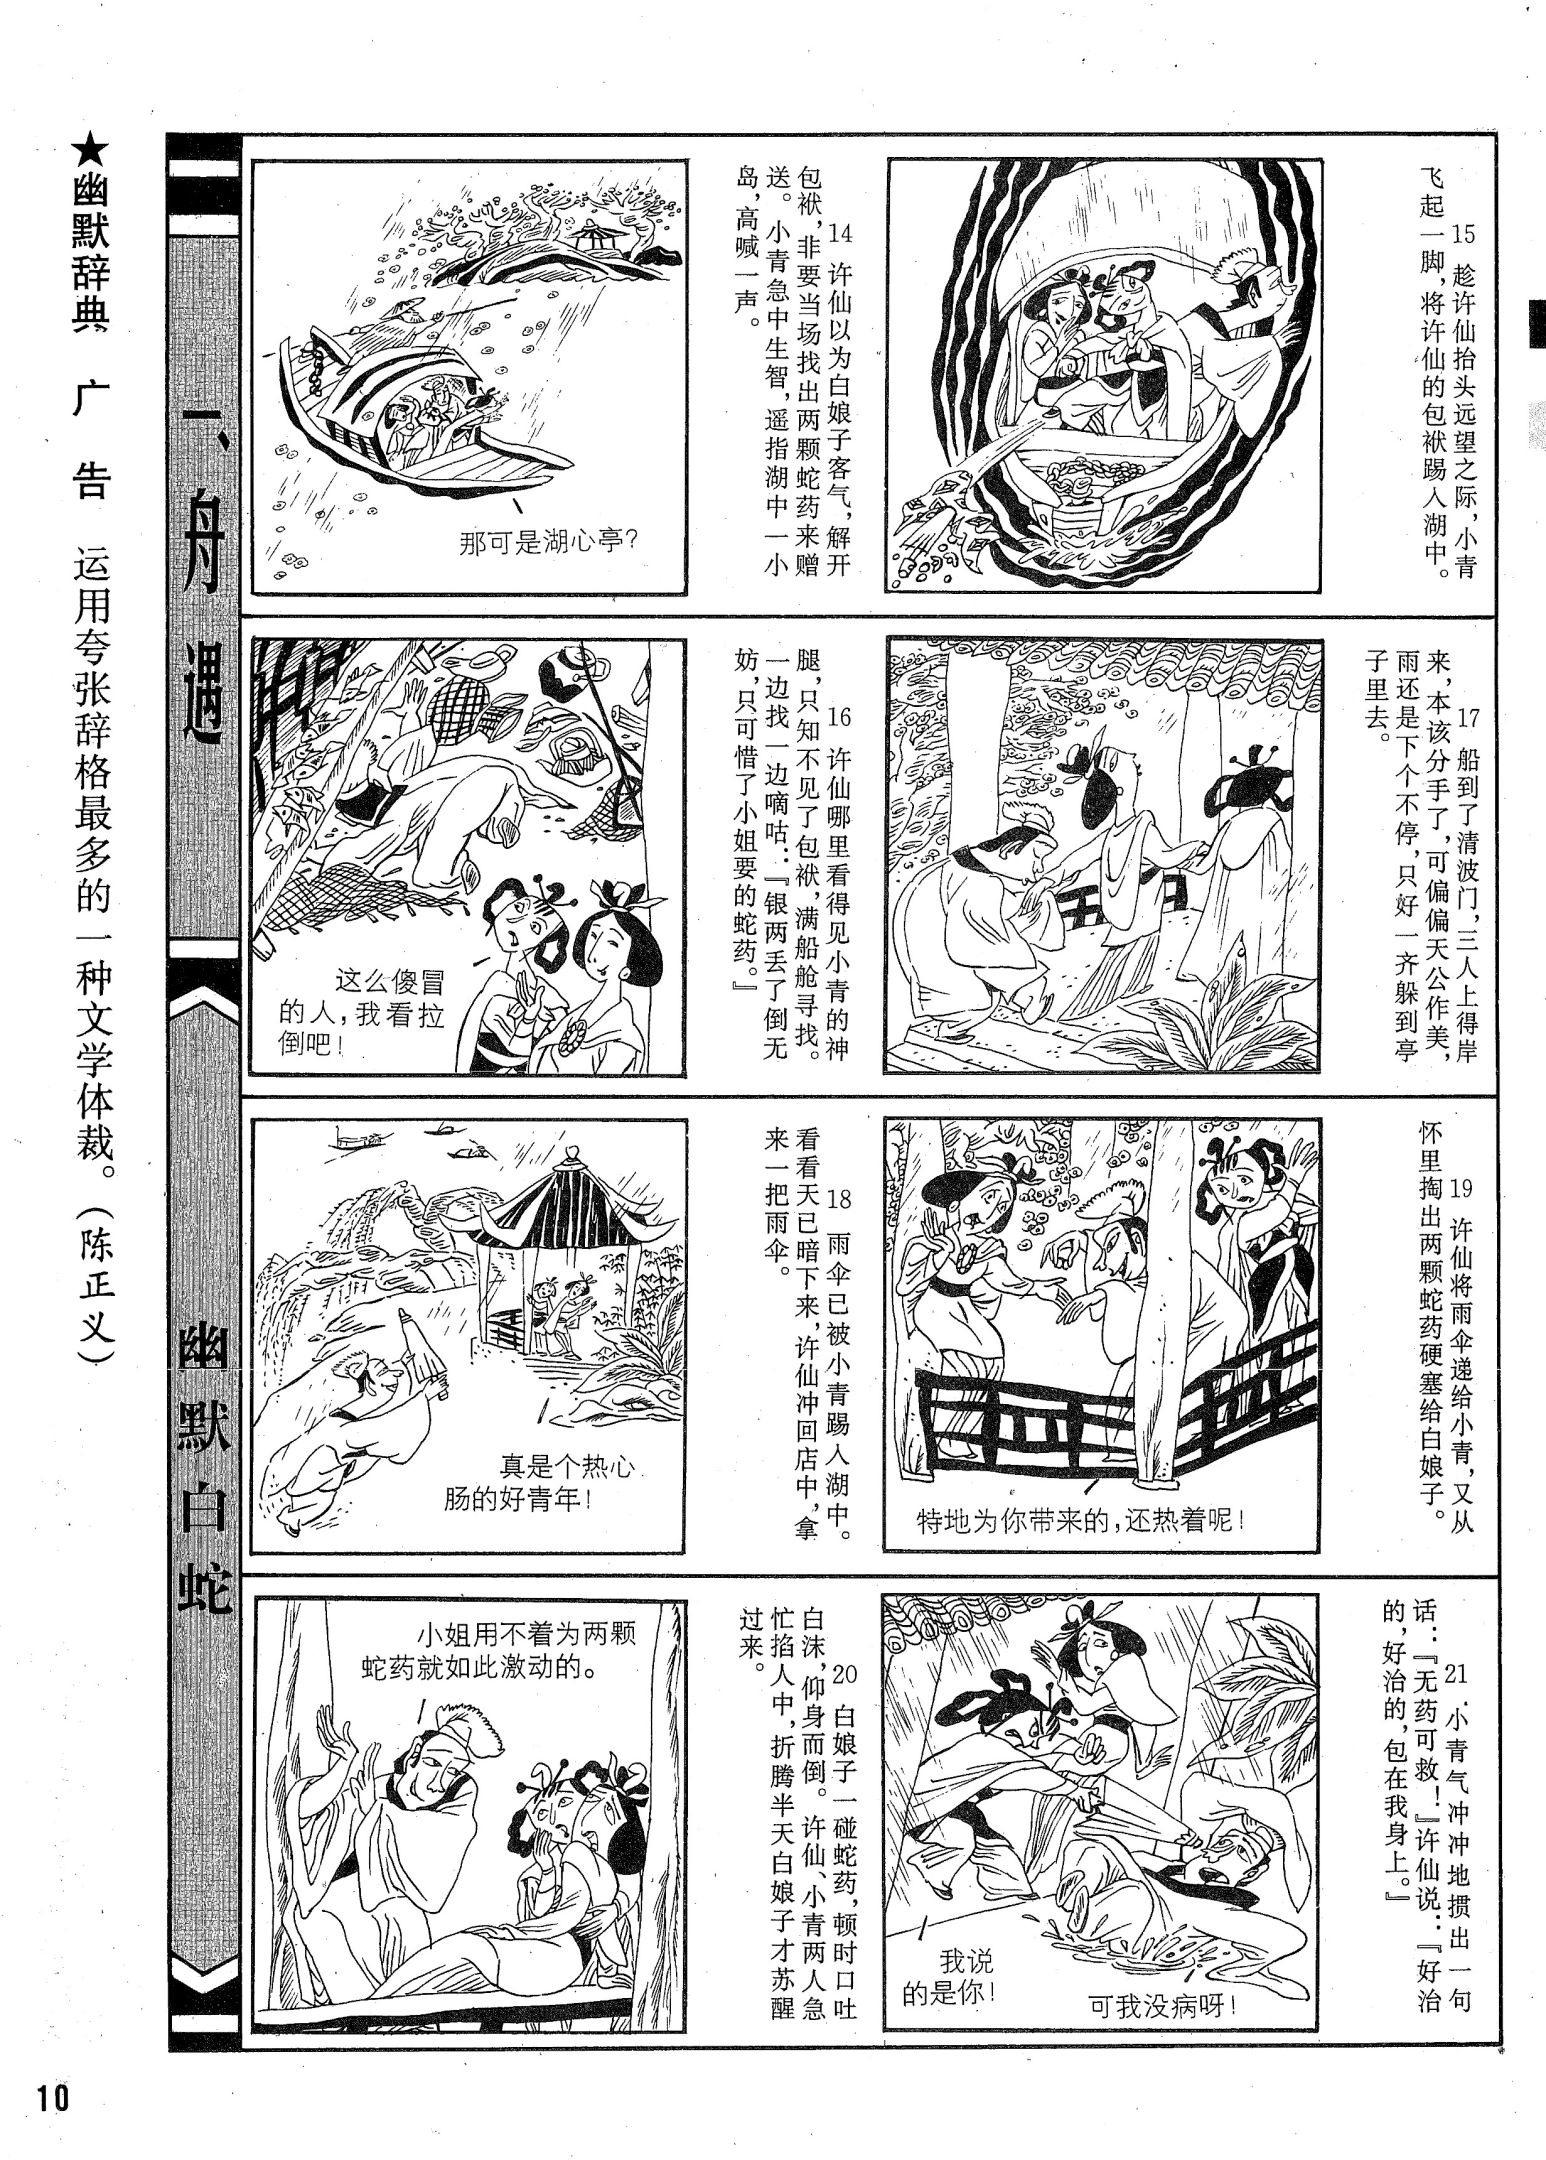 ★幽默辞典 广 告 运用夸张辞格最多的一种文学体裁。(陈正义)
一、舟 遇
幽默白蛇
14 许仙以为白娘子客气,解开
包袱,非要当场找出两颗蛇药来赠
送。小青急中生智,遥指湖中一小
岛,高喊一声。
那可是湖心亭?
15 趁许仙抬头远望之际,小青
飞起一脚,将许仙的包袱踢入湖中。
16 许仙哪里看得见小青的神
腿,只知不见了包袱,满船舱寻找。
一边找一边嘀咕:『银两丢了倒无
妨,只可惜了小姐要的蛇药。』
这么傻冒
的人,我看拉
倒吧!
17 船到了清波门,三人上得岸
来,本该分手了,可偏偏天公作美,
雨还是下个不停,只好一齐躲到亭
子里去。
18 雨伞已被小青踢入湖中。
看看天已暗下来,许仙冲回店中,拿
来一把雨伞。
真是个热心
肠的好青年!
19 许仙将雨伞递给小青,又从
怀里掏出两颗蛇药硬塞给白娘子。
特地为你带来的,还热着呢!
20 白娘子一碰蛇药,顿时口吐
白沫,仰身而倒。许仙、小青两人急
忙掐人中,折腾半天白娘子才苏醒
过来。
小姐用不着为两颗
蛇药就如此激动的。
21 小青气冲冲地掼出一句
话:『无药可救!』许仙说:『好治
的,好治的,包在我身上。』
我说
的是你!
可我没病呀!
10